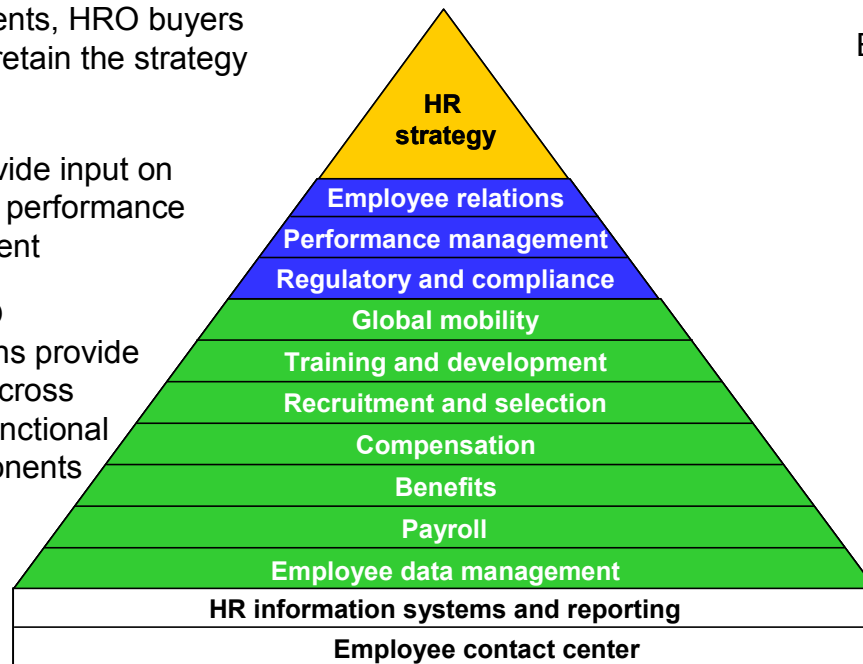 ents, HRO buyers
retain the strategy
vide input on
performance
ent
ns provide
cross
nctional
onents
E
HR
strategy
Employee relations
Performance management
Regulatory and compliance
Global mobility
Training and development
Recruitment and selection
Compensation
Benefits
Payroll
Employee data management
HR information systems and reporting
Employee contact center